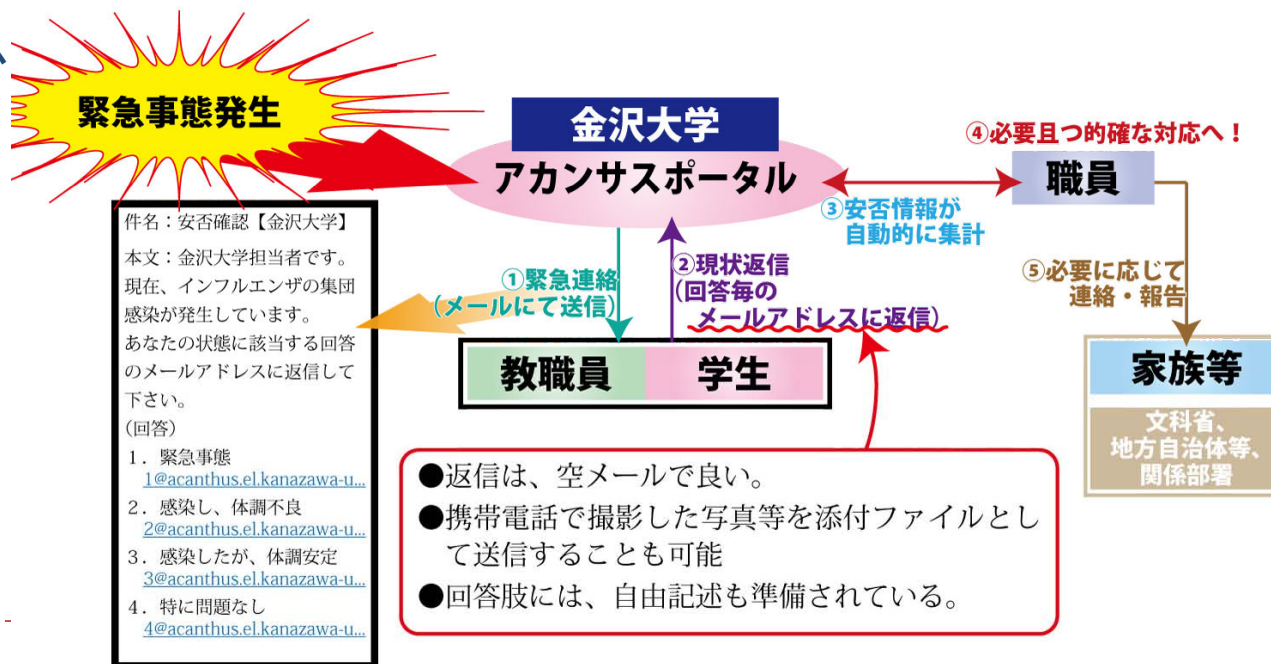 緊急事態発生
金沢大学
アカンサスポータル
④必要且つ的確な対応へ！
職員
③安否情報が
自動的に集計
①緊急連絡
（メールにて送信）
②現状返信
（回答毎の
メールアドレスに返信）
⑤必要に応じて
連絡・報告
教職員
学生
家族等
文科省、
地方自治体等、
関係部署
件名：安否確認【金沢大学】
本文：金沢大学担当者です。
現在、インフルエンザの集団
感染が発生しています。
あなたの状態に該当する回答
のメールアドレスに返信して
下さい。
(回答)
1．緊急事態
1@acanthus.el.kanazawa-u...
2．感染し、体調不良
2@acanthus.el.kanazawa-u...
3．感染したが、体調安定
3@acanthus.el.kanazawa-u...
4．特に問題なし
4@acanthus.el.kanazawa-u...
●返信は、空メールで良い。
●携帯電話で撮影した写真等を添付ファイルとし
て送信することも可能
●回答肢には、自由記述も準備されている。